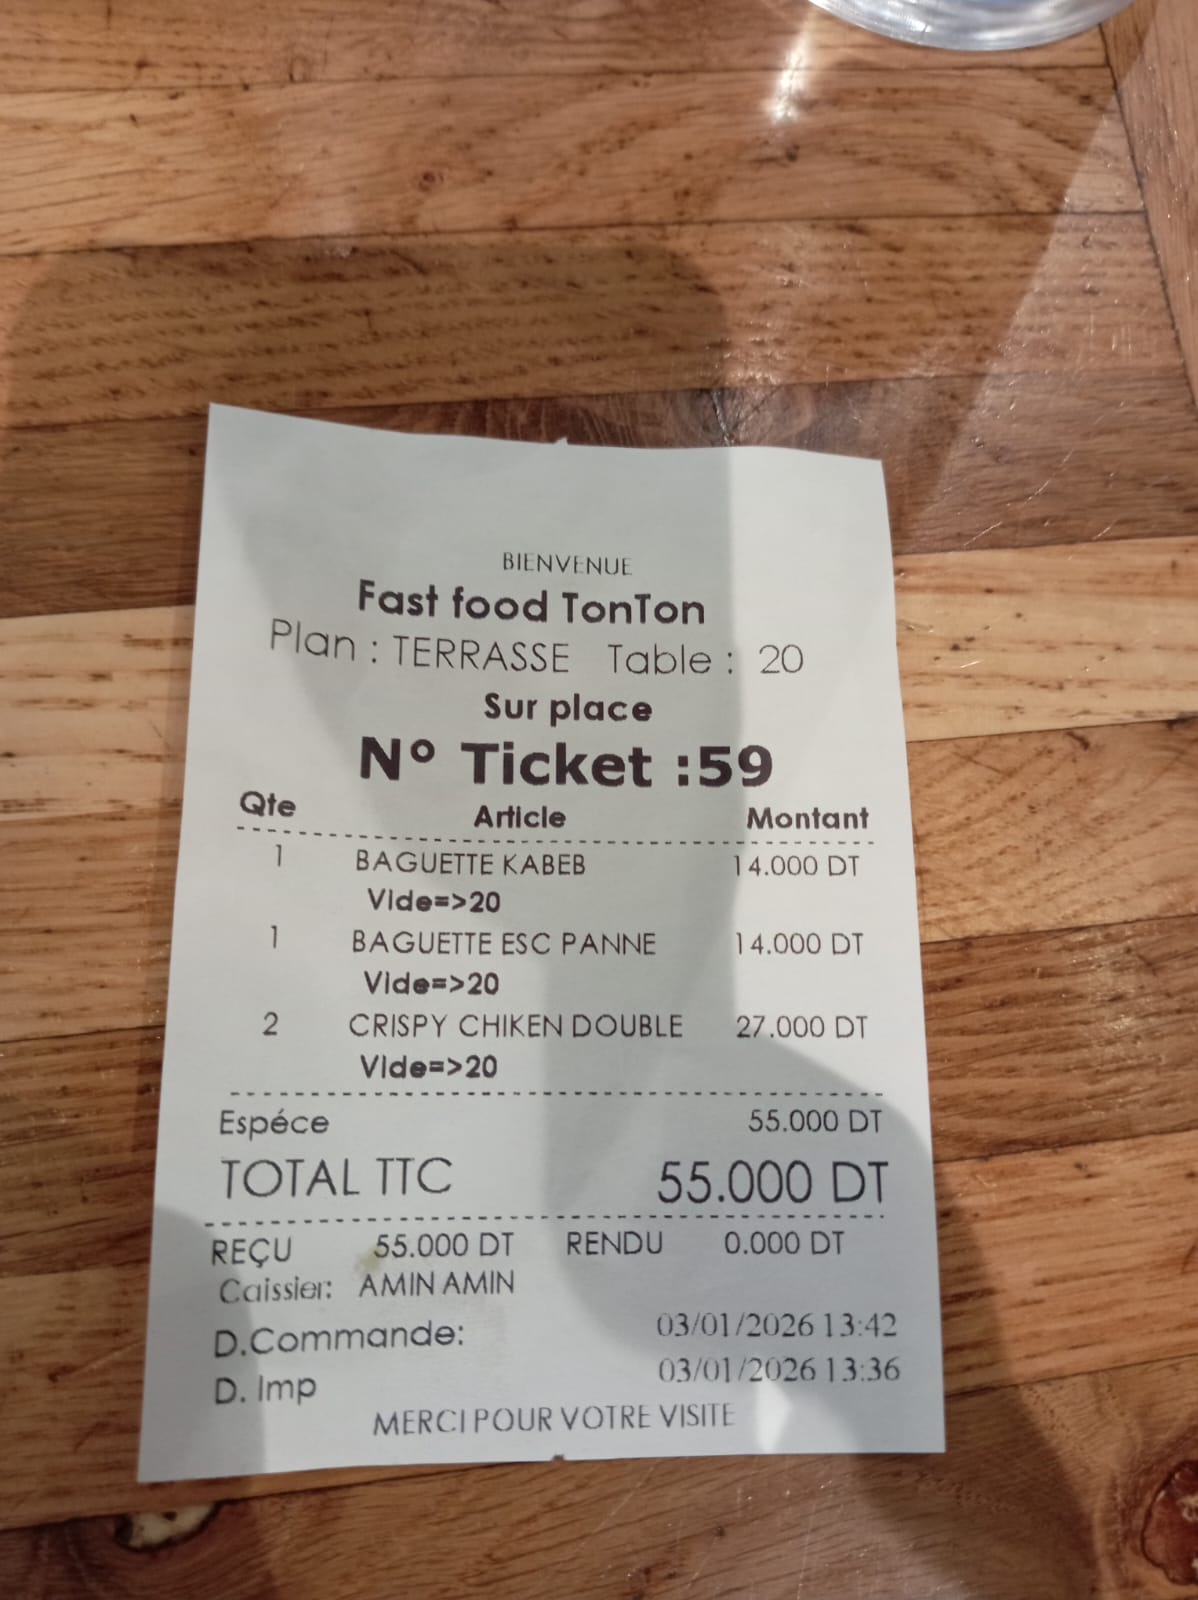 BIENVENUE
Fast food TonTon
Plan : TERRASSE Table : 20
Sur place
N° Ticket :59
Qte Article Montant
1 BAGUETTE KABEB 14.000 DT
Vide=>20
1 BAGUETTE ESC PANNE 14.000 DT
Vide=>20
2 CRISPY CHIKEN DOUBLE 27.000 DT
Vide=>20
Espéce 55.000 DT
TOTAL TTC 55.000 DT
REÇU 55.000 DT RENDU 0.000 DT
Caissier: AMIN AMIN
D.Commande: 03/01/2026 13:42
D. Imp 03/01/2026 13:36
MERCI POUR VOTRE VISITE